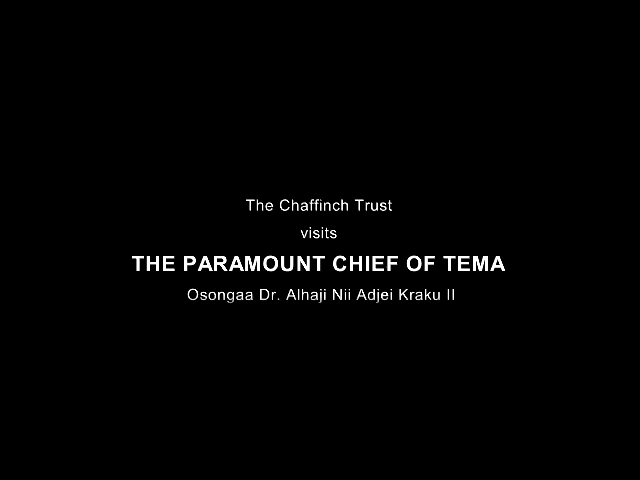 The Chaffinch Trust
visits
THE PARAMOUNT CHIEF OF TEMA
Osongaa Dr. Alhaji Nii Adjei Kraku II